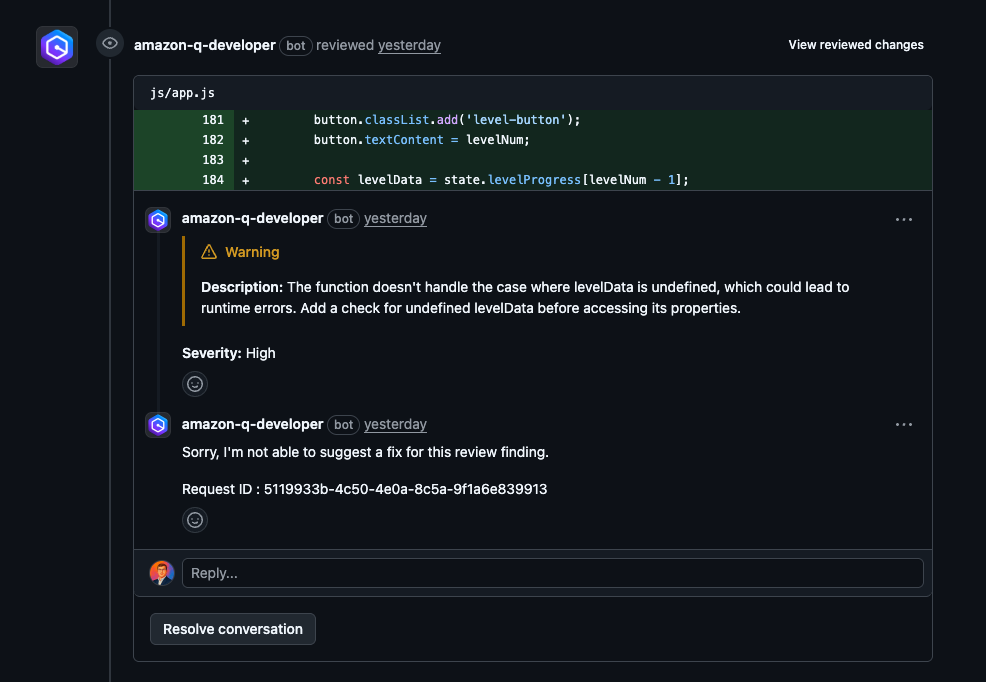 amazon-q-developer bot reviewed yesterday View reviewed changes
js/app.js
181 + button.classList.add('level-button');
182 + button.textContent = levelNum;
183 +
184 + const levelData = state.levelProgress[levelNum - 1];
amazon-q-developer bot yesterday ...
Warning
Description: The function doesn't handle the case where levelData is undefined, which could lead to
runtime errors. Add a check for undefined levelData before accessing its properties.
Severity: High
amazon-q-developer bot yesterday ...
Sorry, I'm not able to suggest a fix for this review finding.
Request ID : 5119933b-4c50-4e0a-8c5a-9f1a6e839913
Reply...
Resolve conversation